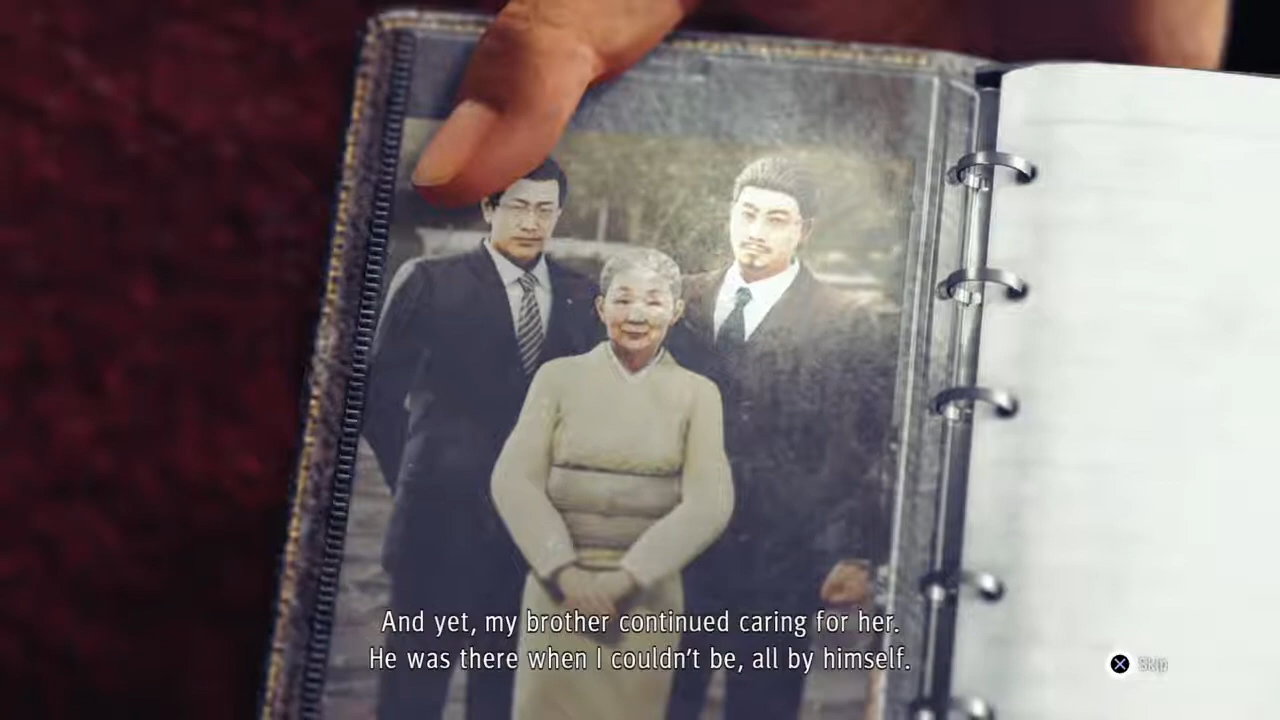 And yet, my brother continued caring for her.
He was there when I couldn't be, all by himself.
Skip